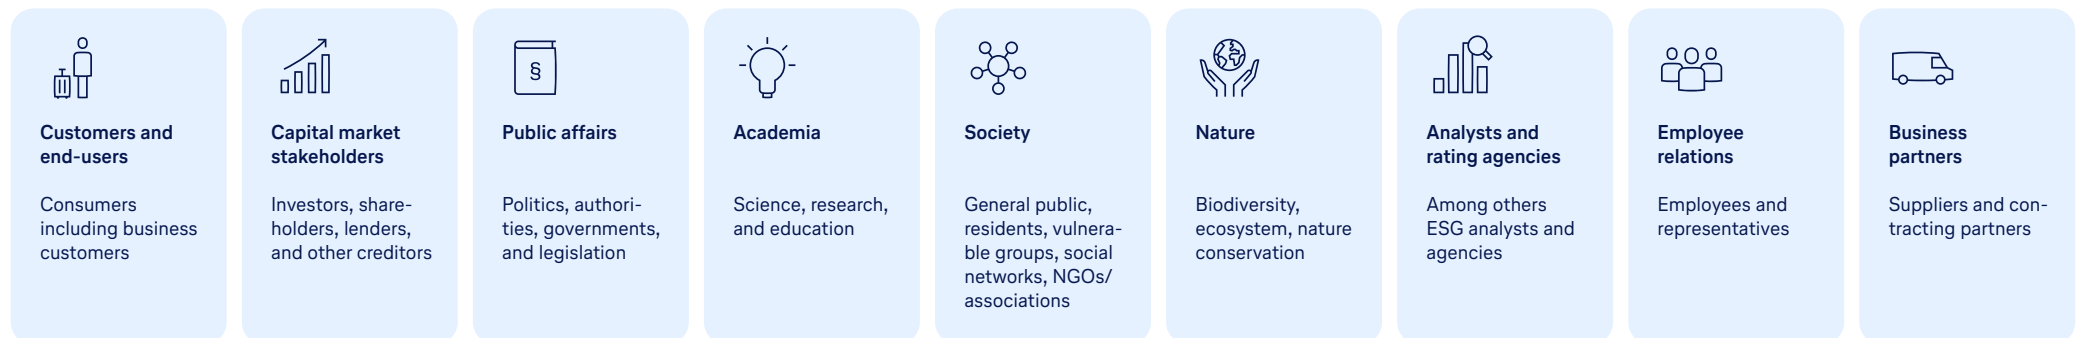 §
Customers and
end-users
Consumers
including business
customers
Capital market
stakeholders
Investors, share-
holders, lenders,
and other creditors
Public affairs
Politics, authori-
ties, governments,
and legislation
Academia
Science, research,
and education
Society
General public,
residents, vulnera-
ble groups, social
networks, NGOs/
associations
Nature
Biodiversity,
ecosystem, nature
conservation
Analysts and
rating agencies
Among others
ESG analysts and
agencies
Employee
relations
Employees and
representatives
Business
partners
Suppliers and con-
tracting partners